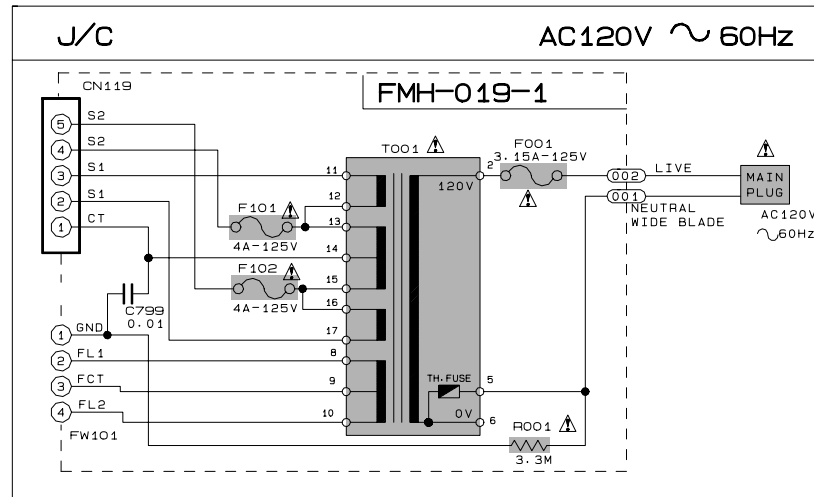 J/C
AC120V ～ 60Hz
CN119
FMH-019-1
5 S2
4 S2
3 S1
2 S1
1 CT
T001
F001
3.15A-125V
11
12
13
14
15
16
17
8
9
10
2
120V
5
TH.FUSE
0V
6
F101
4A-125V
F102
4A-125V
002
LIVE
001
NEUTRAL
WIDE BLADE
MAIN
PLUG
AC120V
～60Hz
C799
0.01
1 GND
2 FL1
3 FCT
4 FL2
FW101
R001
3.3M